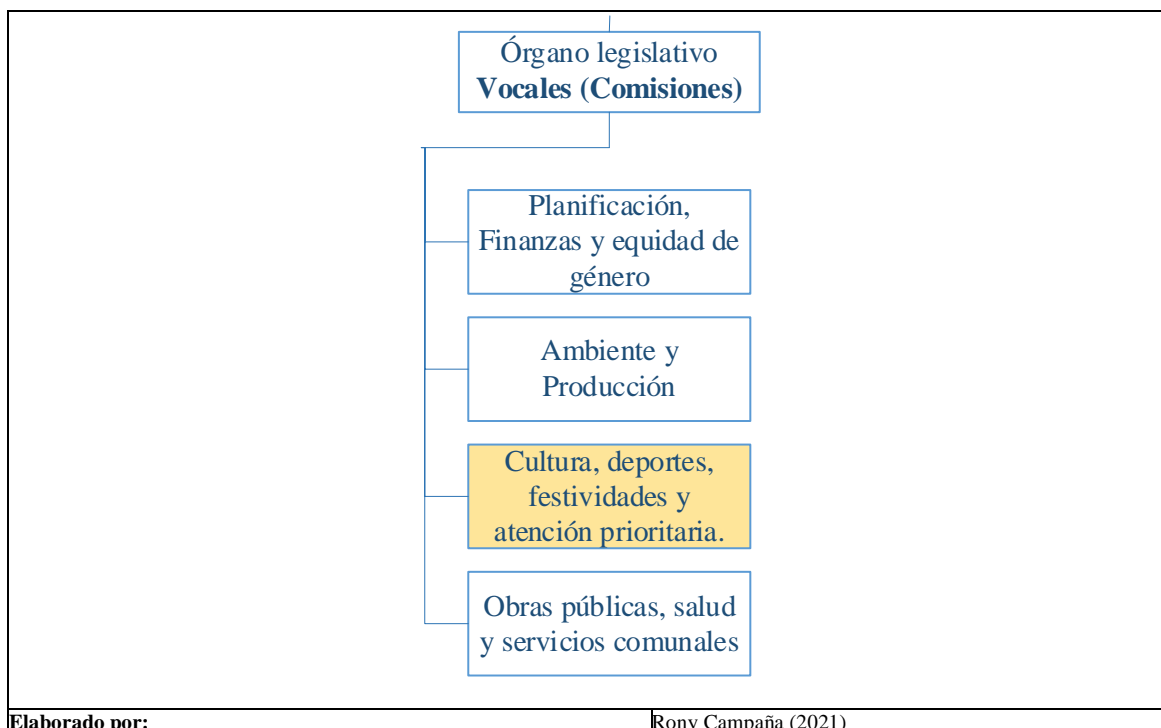 Órgano legislativo
Vocales (Comisiones)
Planificación,
Finanzas y equidad de
género
Ambiente y
Producción
Cultura, deportes,
festividades y
atención prioritaria.
Obras públicas, salud
y servicios comunales
Elaborado por:
Rony Campaña (2021)